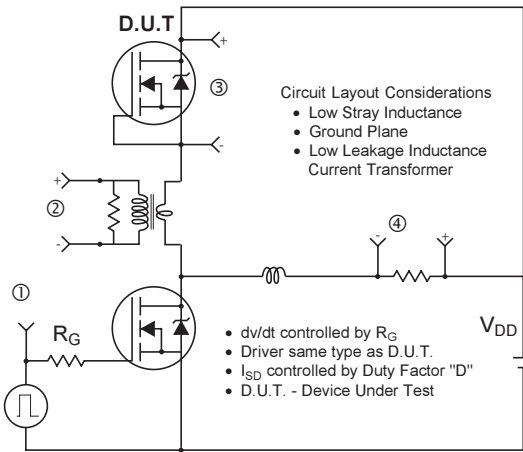 D.U.T
+
③
-
Circuit Layout Considerations
• Low Stray Inductance
• Ground Plane
• Low Leakage Inductance
Current Transformer
+
②
-
-
④
+
①
RG
VDD
• dv/dt controlled by RG
• Driver same type as D.U.T.
• ISD controlled by Duty Factor "D"
• D.U.T. - Device Under Test